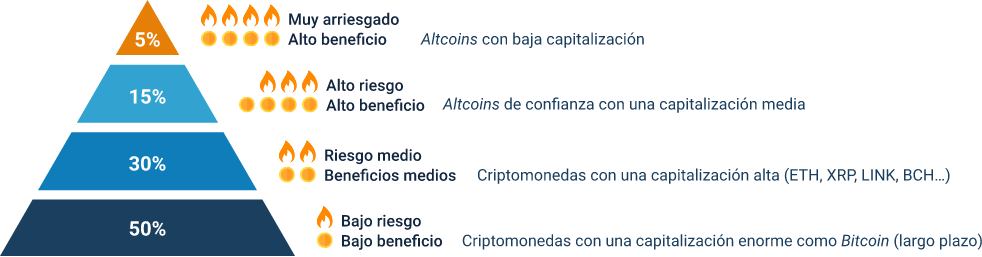 5%
Muy arriesgado
Alto beneficio
Altcoins con baja capitalización
15%
Alto riesgo
Alto beneficio
Altcoins de confianza con una capitalización media
30%
Riesgo medio
Beneficios medios
Criptomonedas con una capitalización alta (ETH, XRP, LINK, BCH...)
50%
Bajo riesgo
Bajo beneficio
Criptomonedas con una capitalización enorme como Bitcoin (largo plazo)